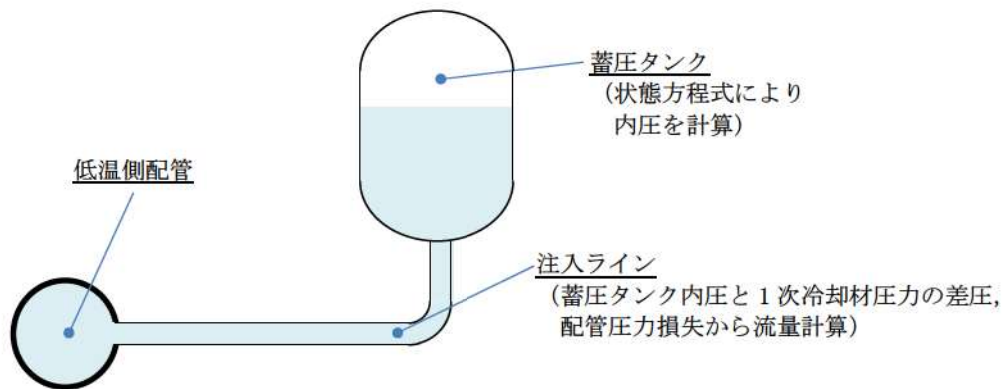 蓄圧タンク
（状態方程式により
内圧を計算）
低温側配管
注入ライン
（蓄圧タンク内圧と１次冷却材圧力の差圧，
配管圧力損失から流量計算）